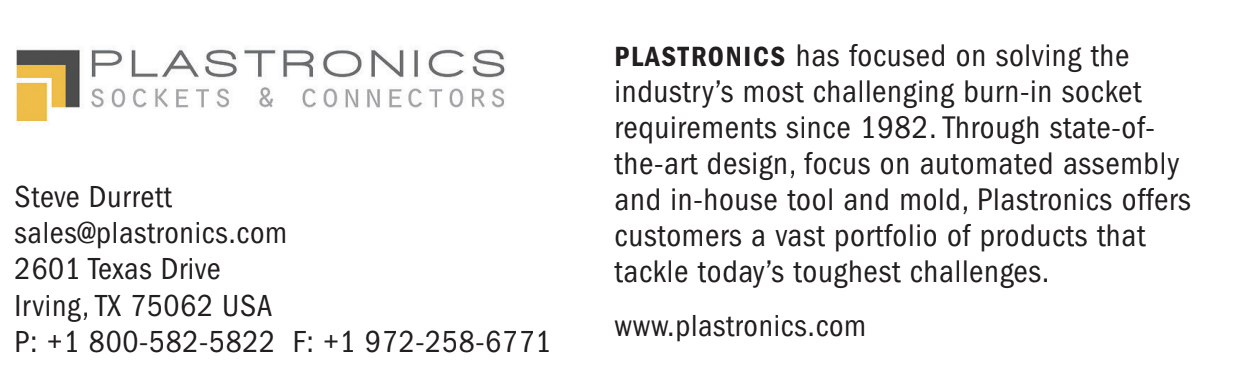 PLASTRONICS
SOCKETS & CONNECTORS
Steve Durrett
sales@plastronics.com
2601 Texas Drive
Irving, TX 75062 USA
P: +1 800-582-5822 F: +1 972-258-6771
PLASTRONICS has focused on solving the
industry's most challenging burn-in socket
requirements since 1982. Through state-of-
the-art design, focus on automated assembly
and in-house tool and mold, Plastronics offers
customers a vast portfolio of products that
tackle today's toughest challenges.
www.plastronics.com